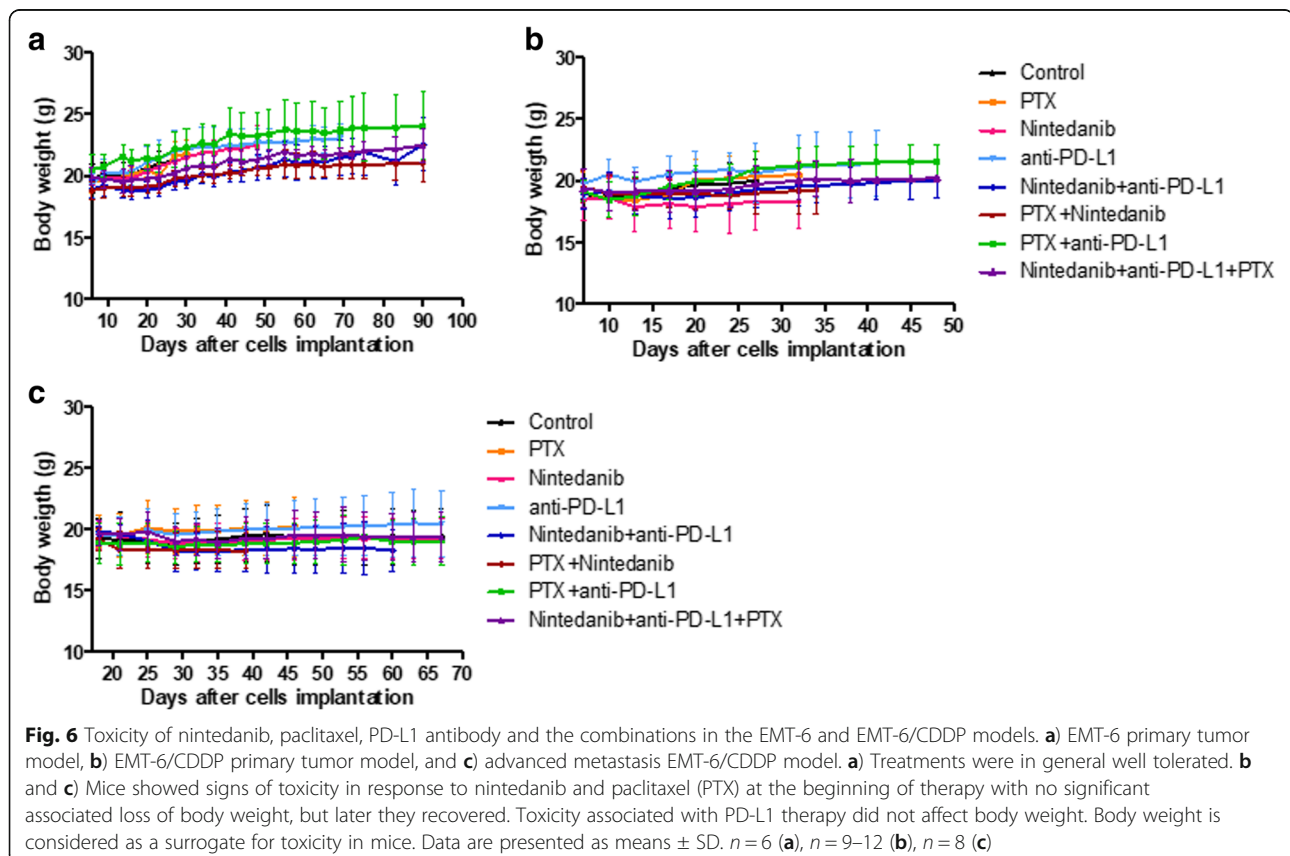 a
30
25
20
15
10
Body weight (g)
10 20 30 40 50 60 70 80 90 100
Days after cells implantation
b
30
25
20
15
10
Body weigth (g)
10 15 20 25 30 35 40 45 50
Days after cells implantation
Control
PTX
Nintedanib
anti-PD-L1
Nintedanib+anti-PD-L1
PTX+Nintedanib
PTX+anti-PD-L1
Nintedanib+anti-PD-L1+PTX
c
30
25
20
15
10
Body weigth (g)
20 25 30 35 40 45 50 55 60 65 70
Days after cells implantation
Control
PTX
Nintedanib
anti-PD-L1
Nintedanib+anti-PD-L1
PTX+Nintedanib
PTX+anti-PD-L1
Nintedanib+anti-PD-L1+PTX
Fig. 6 Toxicity of nintedanib, paclitaxel, PD-L1 antibody and the combinations in the EMT-6 and EMT-6/CDDP models. a) EMT-6 primary tumor
model, b) EMT-6/CDDP primary tumor model, and c) advanced metastasis EMT-6/CDDP model. a) Treatments were in general well tolerated. b
and c) Mice showed signs of toxicity in response to nintedanib and paclitaxel (PTX) at the beginning of therapy with no significant
associated loss of body weight, but later they recovered. Toxicity associated with PD-L1 therapy did not affect body weight. Body weight is
considered as a surrogate for toxicity in mice. Data are presented as means ± SD. n = 6 (a), n = 9–12 (b), n = 8 (c)